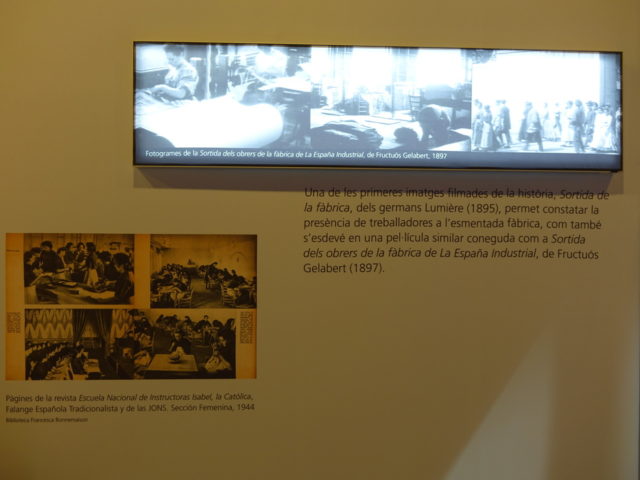 Fotogrames de la Sortida dels obrers de la fàbrica de La España Industrial, de Fructuós Gelabert, 1897
Una de les primeres imatges filmades de la història, Sortida de
la fàbrica, dels germans Lumière (1895), permet constatar la
presència de treballadores a l'esmentada fàbrica, com també
s'esdevé en una pel·lícula similar coneguda com a Sortida
dels obrers de la fàbrica de La España Industrial, de Fructuós
Gelabert (1897).
Pàgines de la revista Escuela Nacional de Instructoras Isabel, la Católica,
Falange Española Tradicionalista y de las JONS. Sección Femenina, 1944
Biblioteca Francesca Bonnemaison